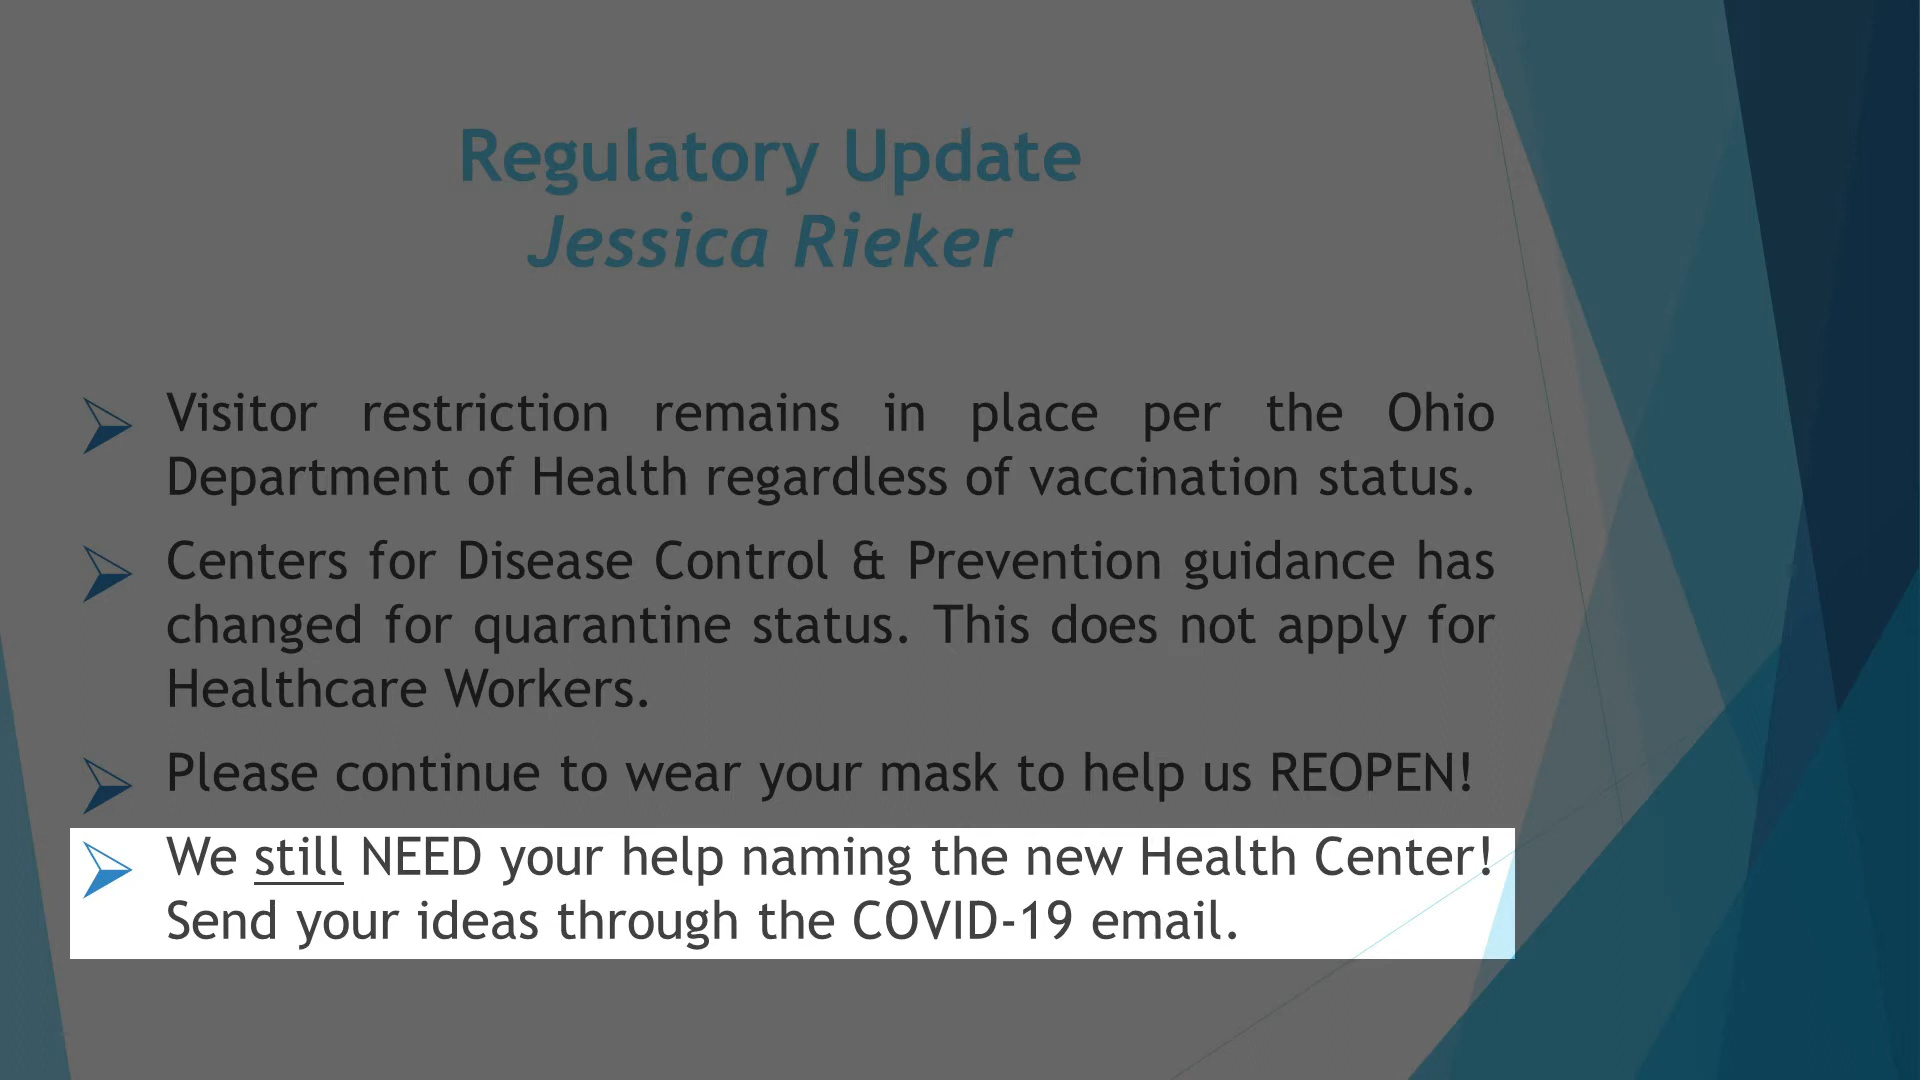 Regulatory Update
Jessica Rieker
Visitor restriction remains in place per the Ohio
Department of Health regardless of vaccination status.
Centers for Disease Control & Prevention guidance has
changed for quarantine status. This does not apply for
Healthcare Workers.
Please continue to wear your mask to help us REOPEN!
We still NEED your help naming the new Health Center!
Send your ideas through the COVID-19 email.